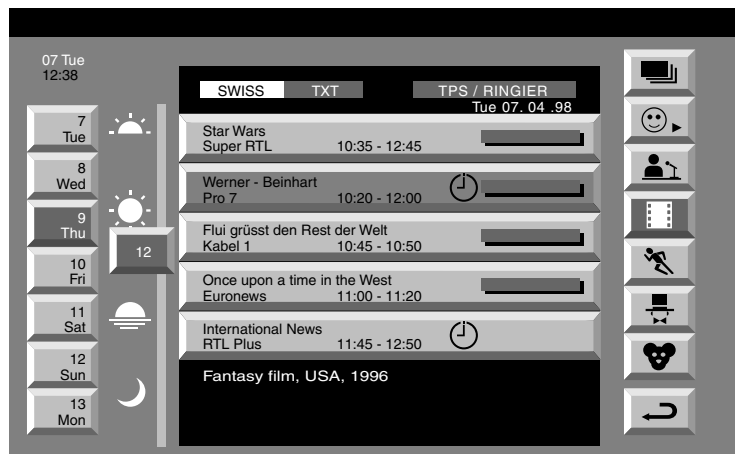 07 Tue
12:38
7
Tue
8
Wed
9
Thu
10
Fri
11
Sat
12
Sun
13
Mon
12
SWISS TXT TPS / RINGIER
Tue 07. 04 .98
Star Wars
Super RTL 10:35 - 12:45
Werner - Beinhart
Pro 7 10:20 - 12:00
Flui grüsst den Rest der Welt
Kabel 1 10:45 - 10:50
Once upon a time in the West
Euronews 11:00 - 11:20
International News
RTL Plus 11:45 - 12:50
Fantasy film, USA, 1996